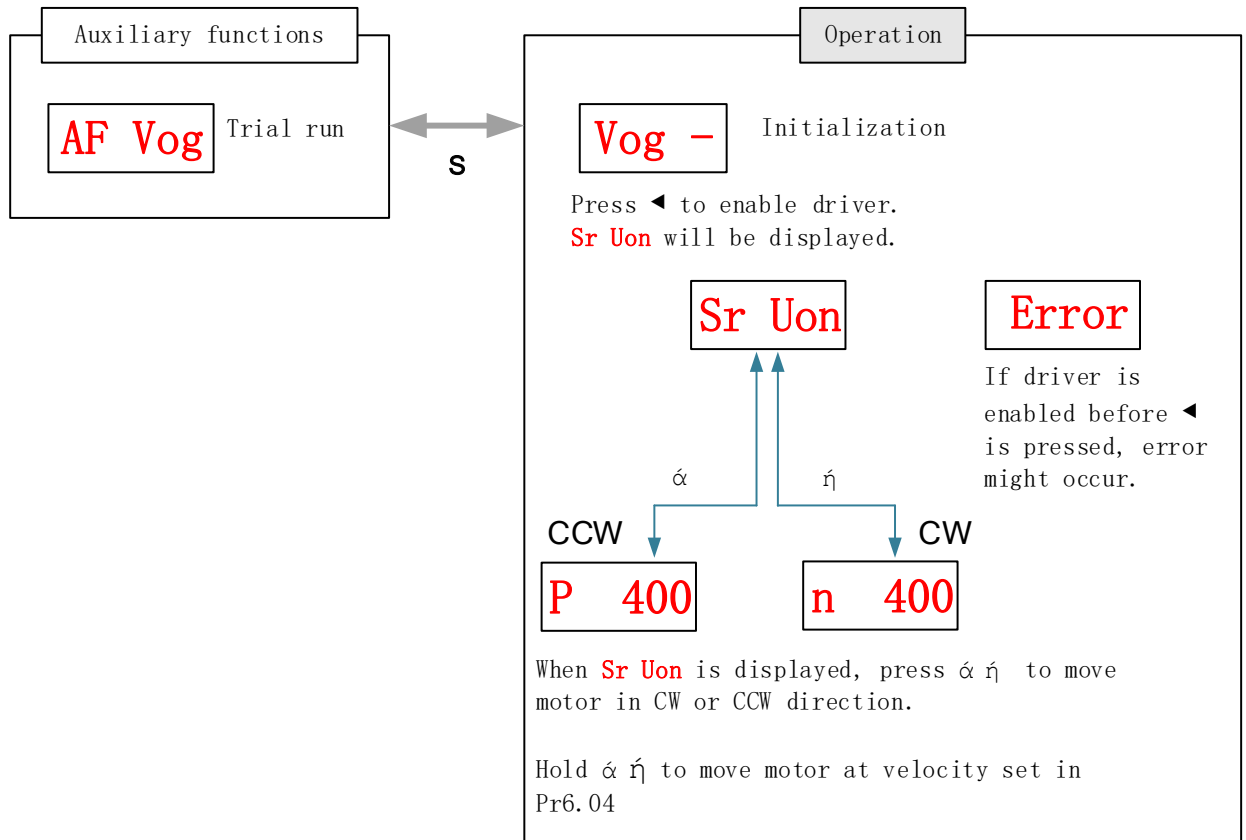 Auxiliary functions
AF Vog
Trial run
S
Operation
Vog -
Initialization
Press ◀ to enable driver.
Sr Uon will be displayed.
Sr Uon
Error
If driver is
enabled before ◀
is pressed, error
might occur.
ά
ή
CCW
CW
P 400
n 400
When Sr Uon is displayed, press ά ή to move
motor in CW or CCW direction.
Hold ά ή to move motor at velocity set in
Pr6.04